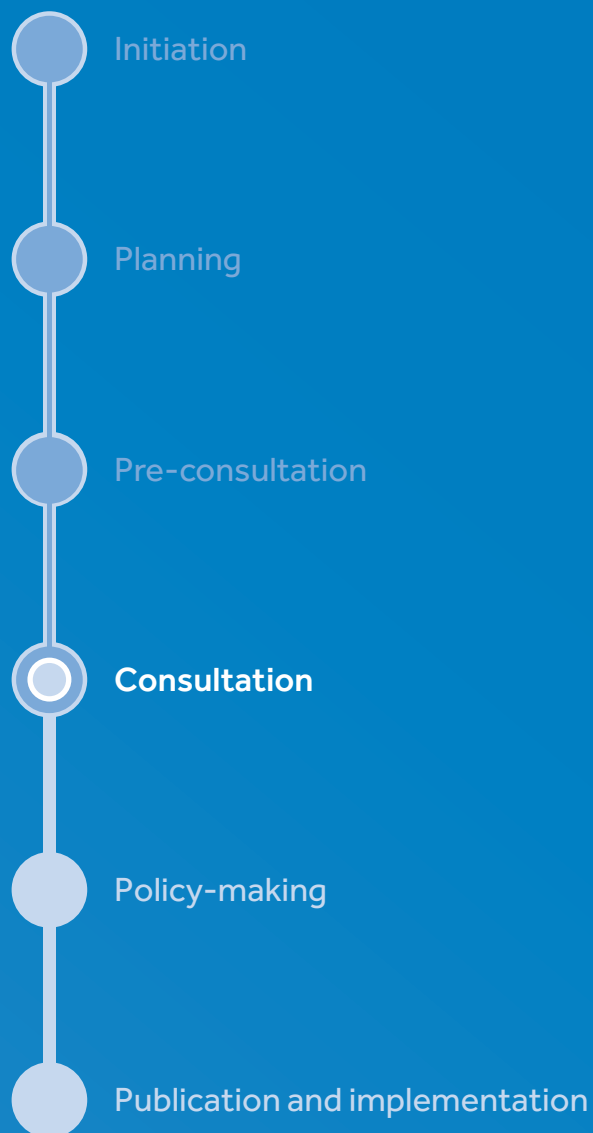 Initiation
Planning
Pre-consultation
Consultation
Policy-making
Publication and implementation